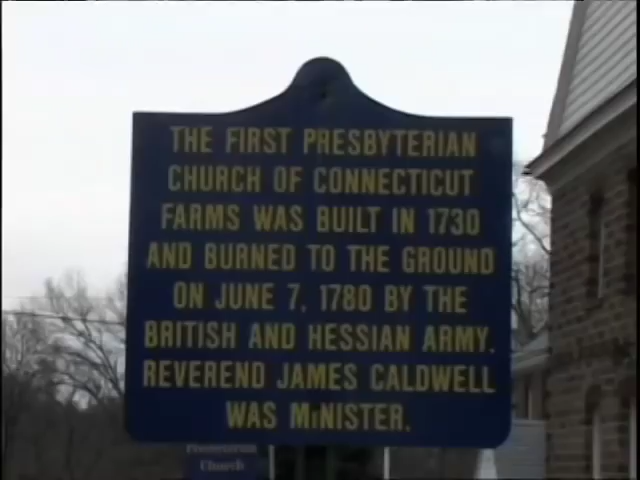 THE FIRST PRESBYTERIAN
CHURCH OF CONNECTICUT
FARMS WAS BUILT IN 1730
AND BURNED TO THE GROUND
ON JUNE 7, 1780 BY THE
BRITISH AND HESSIAN ARMY.
REVEREND JAMES CALDWELL
WAS MiNISTER.
Presbyterian
Church